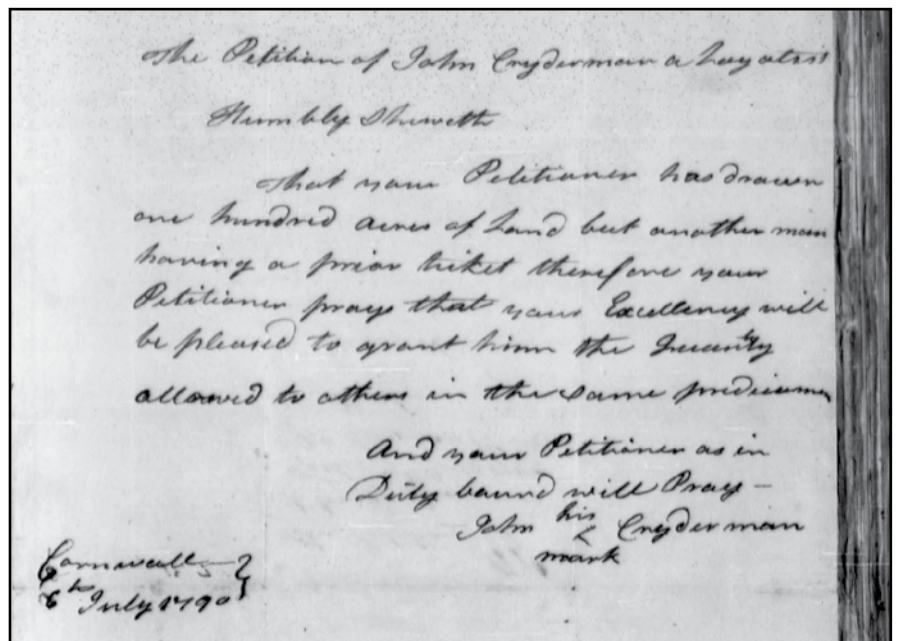 The Petition of John Cryderman a Loyalist
Humbly Sheweth
That your Petitioner has drawn
one hundred acres of Land but another man
having a prior ticket therefore your
Petitioner prays that your Excellency will
be pleased to grant him the Quantity
allowed to others in the same predicamen
And your Petitioner as in
Duty bound will Pray -
John his Cryderman
mark
Cornwall
6th July 179